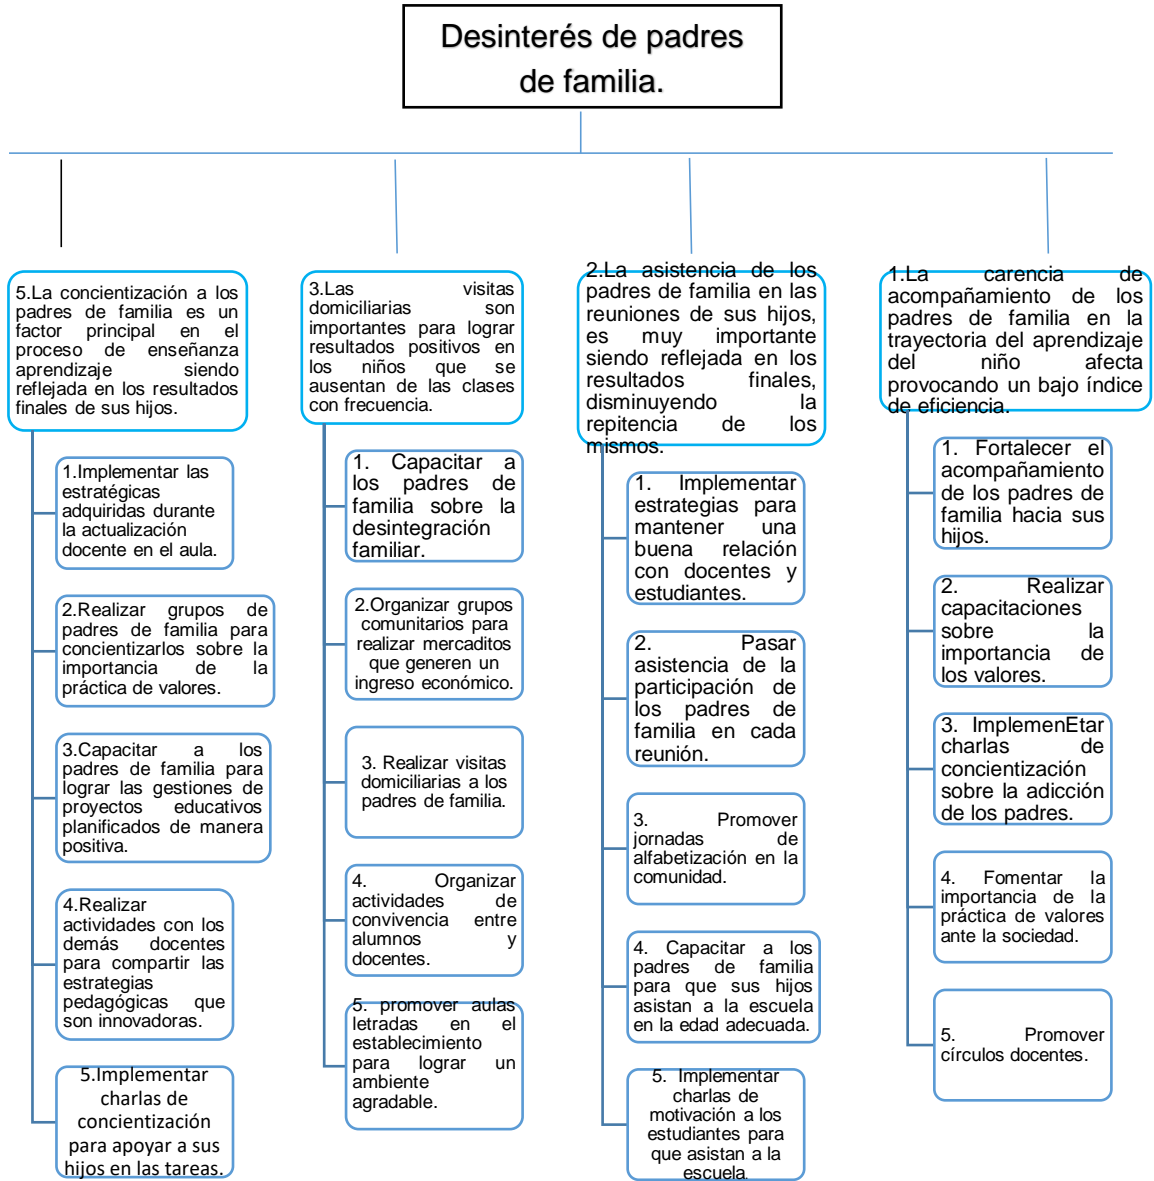 Desinterés de padres
de familia.
5.La concientización a los
padres de familia es un
factor principal en el
proceso de enseñanza
aprendizaje siendo
reflejada en los resultados
finales de sus hijos.
1.Implementar las
estratégicas
adquiridas durante
la actualización
docente en el aula.
2.Realizar grupos de
padres de familia para
concientizarlos sobre la
importancia de la
práctica de valores.
3.Capacitar a los
padres de familia para
lograr las gestiones de
proyectos educativos
planificados de manera
positiva.
4.Realizar
actividades con los
demás docentes
para compartir las
estrategias
pedagógicas que
son innovadoras.
5.Implementar
charlas de
concientización
para apoyar a sus
hijos en las tareas.
3.Las visitas
domiciliarias son
importantes para lograr
resultados positivos en
los niños que se
ausentan de las clases
con frecuencia.
1. Capacitar a
los padres de
familia sobre la
desintegración
familiar.
2.Organizar grupos
comunitarios para
realizar mercaditos
que generen un
ingreso económico.
3. Realizar visitas
domiciliarias a los
padres de familia.
4. Organizar
actividades de
convivencia entre
alumnos y
docentes.
5. promover aulas
letradas en el
establecimiento
para lograr un
ambiente
agradable.
2.La asistencia de los
padres de familia en las
reuniones de sus hijos,
es muy importante
siendo reflejada en los
resultados finales,
disminuyendo la
repitencia de los
mismos.
1. Implementar
estrategias para
mantener una
buena relación
con docentes y
estudiantes.
2. Pasar
asistencia de la
participación de
los padres de
familia en cada
reunión.
3. Promover
jornadas de
alfabetización en la
comunidad.
4. Capacitar a los
padres de familia
para que sus hijos
asistan a la escuela
en la edad adecuada.
5. Implementar
charlas de
motivación a los
estudiantes para
que asistan a la
escuela.
1.La carencia de
acompañamiento de los
padres de familia en la
trayectoria del aprendizaje
del niño afecta
provocando un bajo índice
de eficiencia.
1. Fortalecer el
acompañamiento
de los padres de
familia hacia sus
hijos.
2. Realizar
capacitaciones
sobre la
importancia de
los valores.
3. ImplemenEtar
charlas de
concientización
sobre la adicción
de los padres.
4. Fomentar la
importancia de la
práctica de valores
ante la sociedad.
5. Promover
círculos docentes.